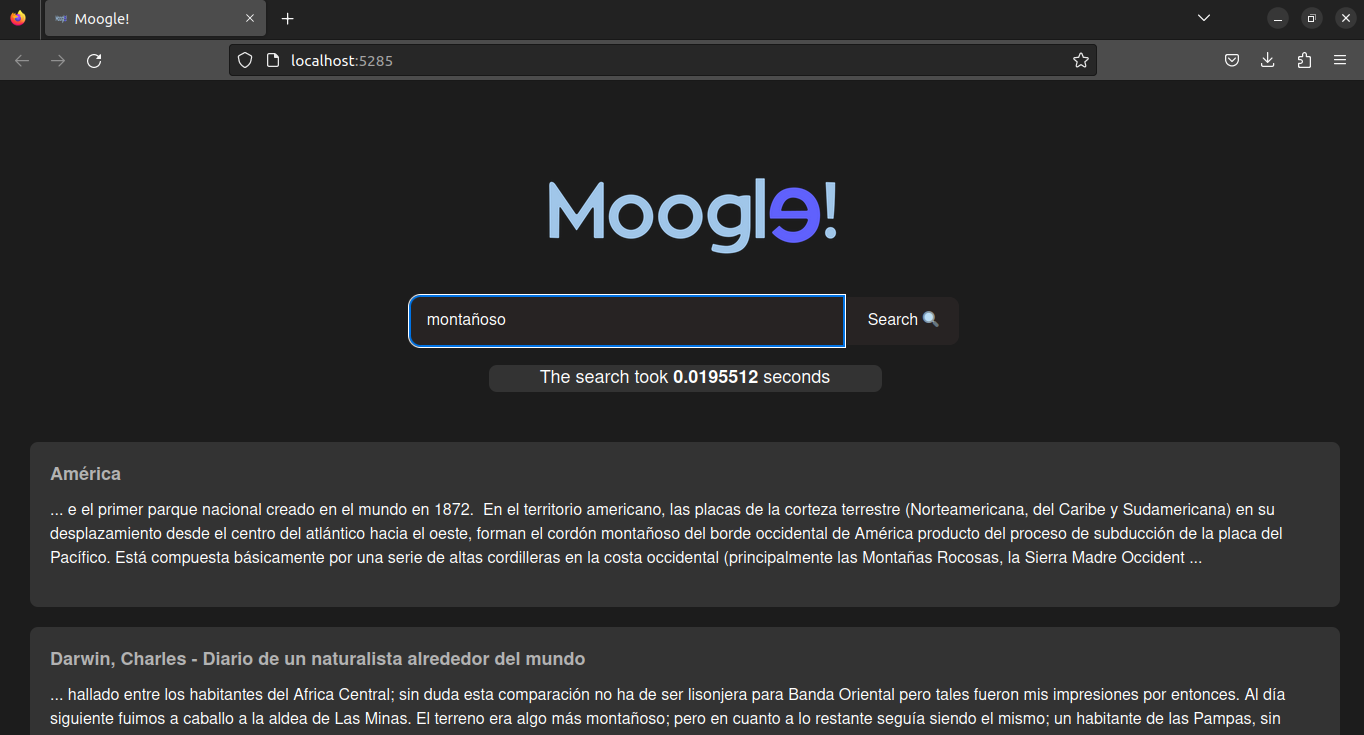 Moogle!
localhost:5285
Moogle!
montañoso
Search
The search took 0.0195512 seconds
América
... e el primer parque nacional creado en el mundo en 1872.  En el territorio americano, las placas de la corteza terrestre (Norteamericana, del Caribe y Sudamericana) en su
desplazamiento desde el centro del atlántico hacia el oeste, forman el cordón montañoso del borde occidental de América producto del proceso de subducción de la placa del
Pacífico. Está compuesta básicamente por una serie de altas cordilleras en la costa occidental (principalmente las Montañas Rocosas, la Sierra Madre Occident ...
Darwin, Charles - Diario de un naturalista alrededor del mundo
... hallado entre los habitantes del Africa Central; sin duda esta comparación no ha de ser lisonjera para Banda Oriental pero tales fueron mis impresiones por entonces. Al día
siguiente fuimos a caballo a la aldea de Las Minas. El terreno era algo más montañoso; pero en cuanto a lo restante seguía siendo el mismo; un habitante de las Pampas, sin